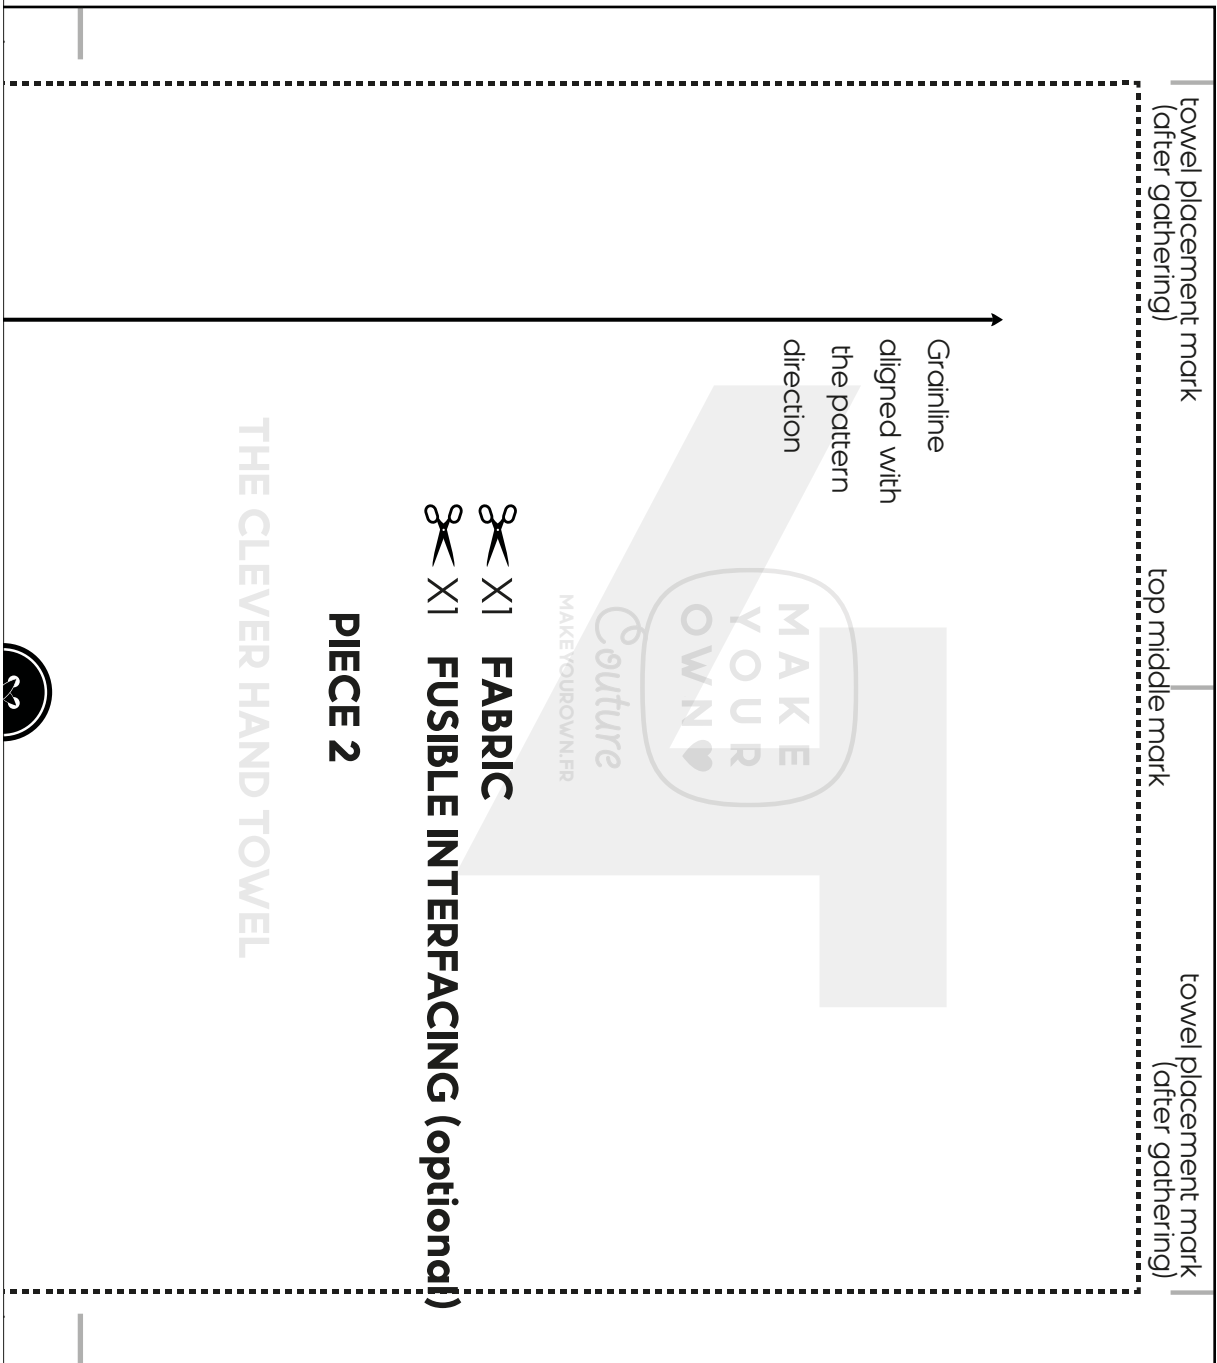 towel placement mark
(after gathering)
top middle mark
towel placement mark
(after gathering)
Grainline
aligned with
the pattern
direction
4
MAKE
YOUR
OWN
Couture
MAKEYOUROWN.FR
X1 FABRIC
X1 FUSIBLE INTERFACING (optional)
PIECE 2
THE CLEVER HAND TOWEL